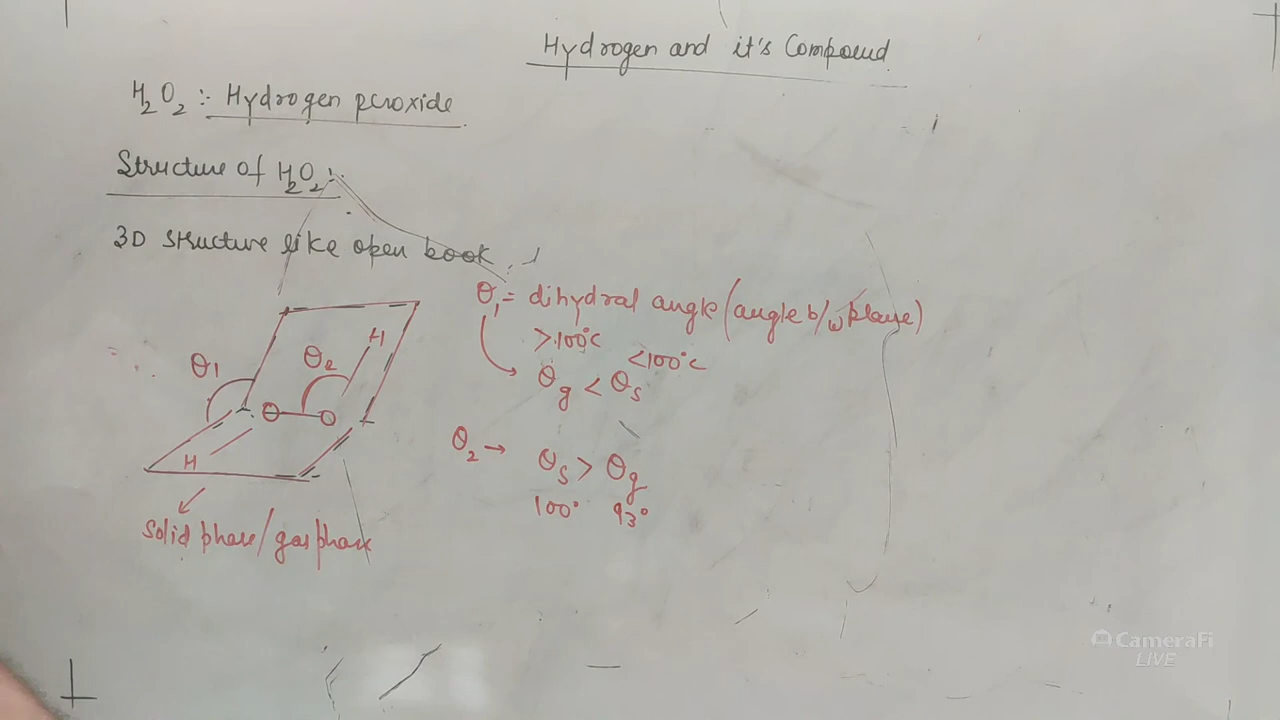 Hydrogen and it's Compound
H2O2 :- Hydrogen peroxide
Structure of H2O2 :-
3D structure like open book
θ1 = dihydral angle (angle b/w plane)
>100°C
<100°C
θg < θs
θ1
θ2
H
O O
H
θ2 → θs > θg
100° 93°
Solid phase/gas phase
CameraFi
LIVE